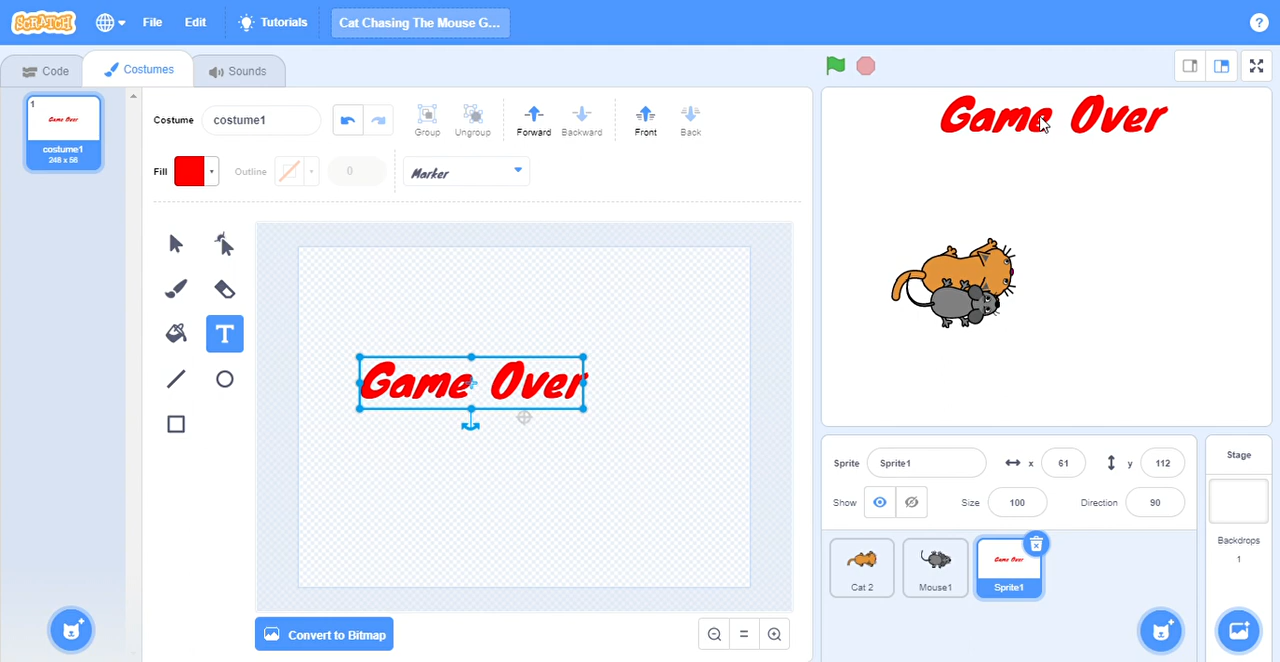 SCRATCH File Edit Tutorials Cat Chasing The Mouse G... ?
Code Costumes Sounds
1
Game Over
costume1
248 x 56
Costume costume1 Group Ungroup Forward Backward Front Back
Fill Outline 0 Marker
T
Game Over
Convert to Bitmap
Game Over
Sprite Sprite1 x 61 y 112
Show Size 100 Direction 90
Cat 2
Mouse1
Game Over
Sprite1
Stage
Backdrops
1